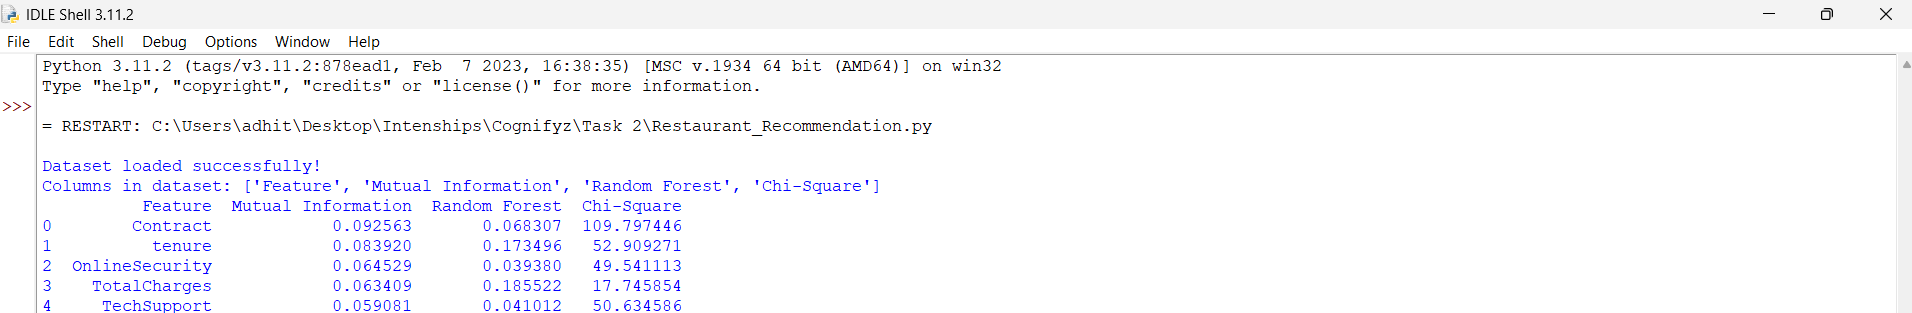 IDLE Shell 3.11.2
File Edit Shell Debug Options Window Help
Python 3.11.2 (tags/v3.11.2:878ead1, Feb  7 2023, 16:38:35) [MSC v.1934 64 bit (AMD64)] on win32
Type "help", "copyright", "credits" or "license()" for more information.
>>>
= RESTART: C:\Users\adhit\Desktop\Intenships\Cognifyz\Task 2\Restaurant_Recommendation.py
Dataset loaded successfully!
Columns in dataset: ['Feature', 'Mutual Information', 'Random Forest', 'Chi-Square']
          Feature  Mutual Information  Random Forest  Chi-Square
0        Contract            0.092563       0.068307  109.797446
1          tenure            0.083920       0.173496   52.909271
2  OnlineSecurity            0.064529       0.039380   49.541113
3    TotalCharges            0.063409       0.185522   17.745854
4     TechSupport            0.059081       0.041012   50.634586